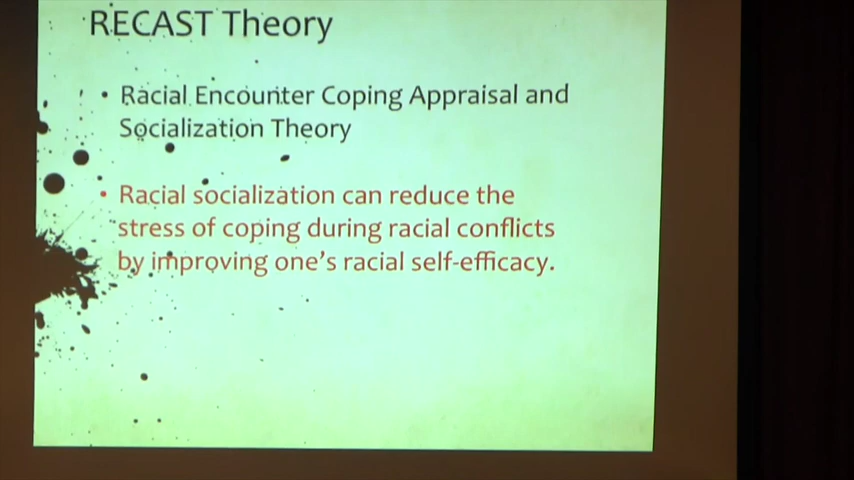 RECAST Theory
• Racial Encounter Coping Appraisal and
Socialization Theory
• Racial socialization can reduce the
stress of coping during racial conflicts
by improving one's racial self-efficacy.